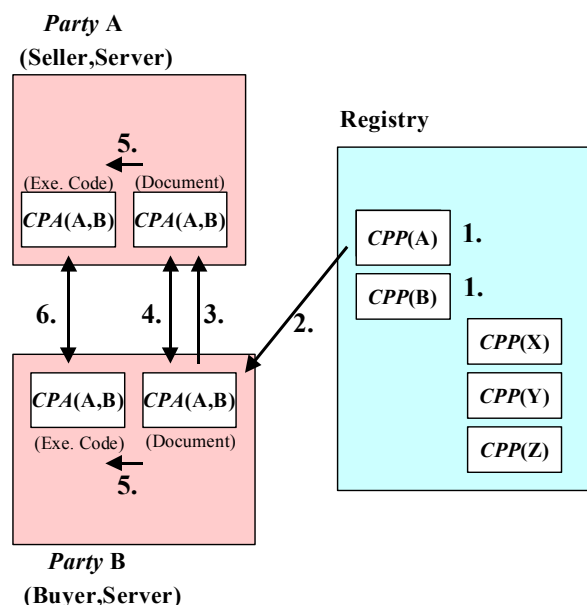 Party A
(Seller,Server)
5.
(Exe. Code)
(Document)
CPA(A,B)
CPA(A,B)
6.
4.
3.
2.
CPA(A,B)
CPA(A,B)
(Exe. Code)
(Document)
5.
Party B
(Buyer,Server)
Registry
CPP(A)
1.
CPP(B)
1.
CPP(X)
CPP(Y)
CPP(Z)